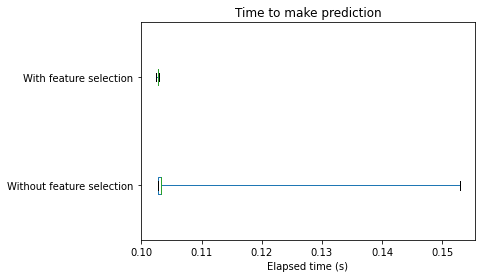 Time to make prediction
With feature selection
Without feature selection
0.10 0.11 0.12 0.13 0.14 0.15
Elapsed time (s)